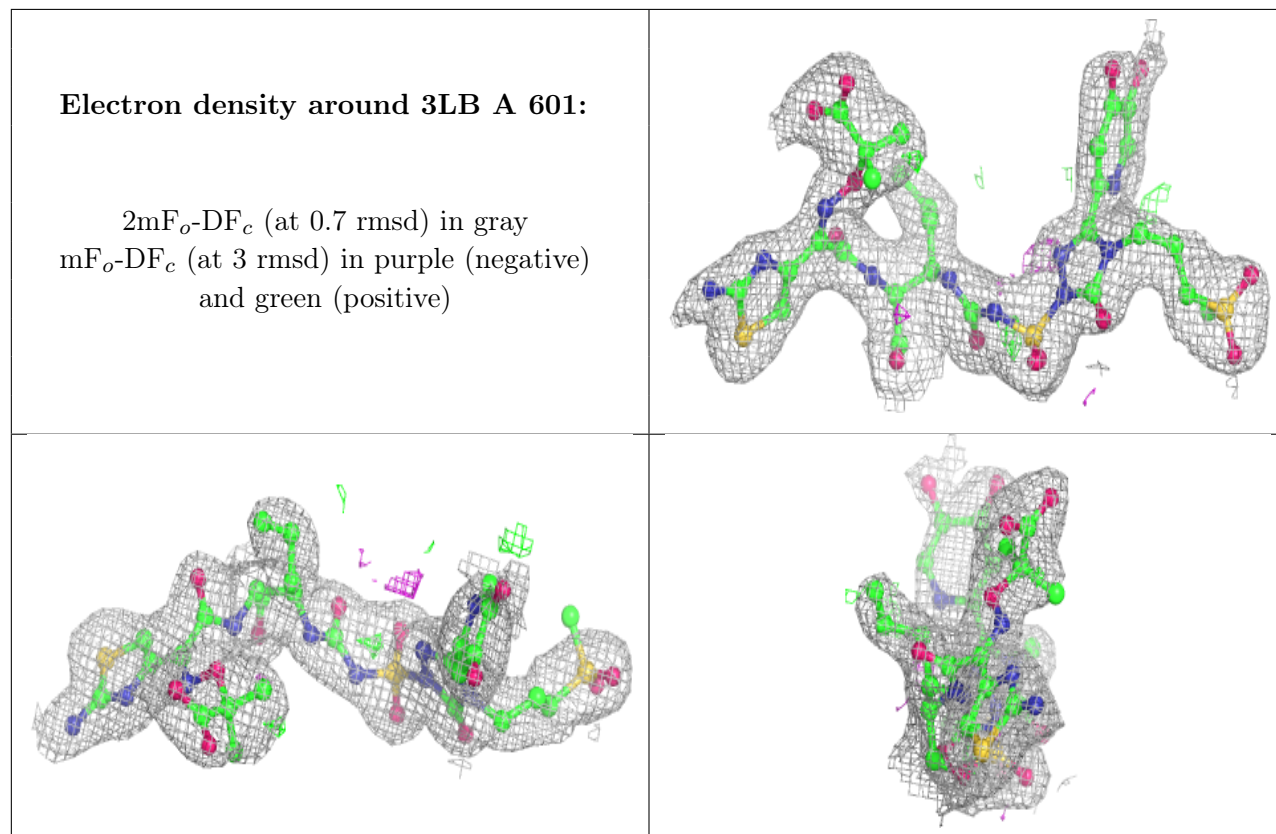 Electron density around 3LB A 601:
2mFo-DFc (at 0.7 rmsd) in gray
mFo-DFc (at 3 rmsd) in purple (negative)
and green (positive)